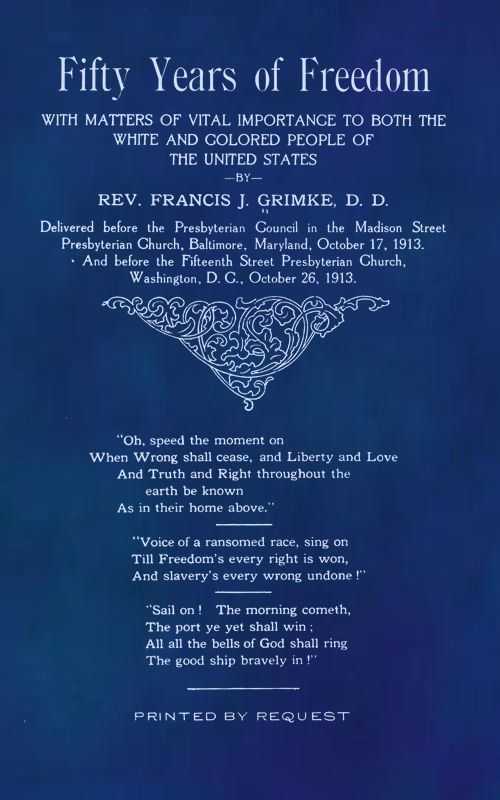 Fifty Years of Freedom
WITH MATTERS OF VITAL IMPORTANCE TO BOTH THE
WHITE AND COLORED PEOPLE OF
THE UNITED STATES
—BY—
REV. FRANCIS J. GRIMKE, D. D.
Delivered before the Presbyterian Council in the Madison Street
Presbyterian Church, Baltimore, Maryland, October 17, 1913.
And before the Fifteenth Street Presbyterian Church,
Washington, D. C., October 26, 1913.
"Oh, speed the moment on
When Wrong shall cease, and Liberty and Love
And Truth and Right throughout the
earth be known
As in their home above."
"Voice of a ransomed race, sing on
Till Freedom's every right is won,
And slavery's every wrong undone!"
"Sail on! The morning cometh,
The port ye yet shall win;
All all the bells of God shall ring
The good ship bravely in!"
PRINTED BY REQUEST